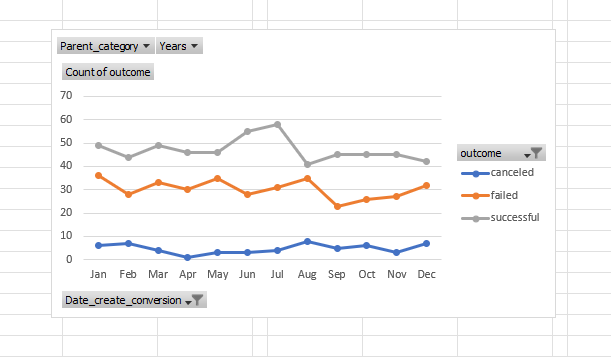 Parent_category Years
Count of outcome
70
60
50
40
30
20
10
0
Jan Feb Mar Apr May Jun Jul Aug Sep Oct Nov Dec
outcome
canceled
failed
successful
Date_create_conversion